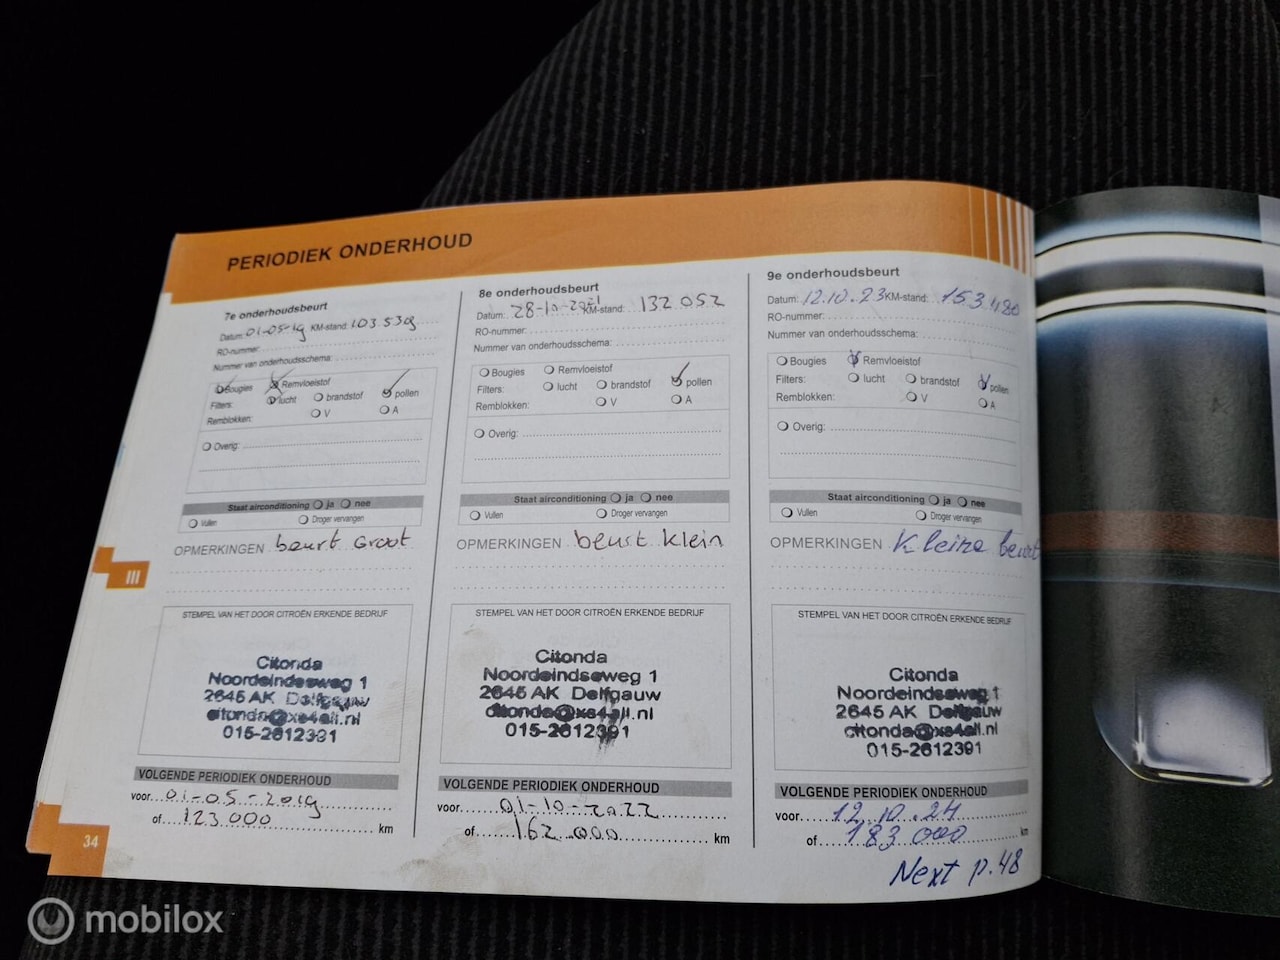 PERIODIEK ONDERHOUD
7e onderhoudsbeurt
Datum: 01-05-19 KM-stand: 103.539
RO-nummer:
Nummer van onderhoudsschema:
Bougies Remvloeistof
Filters: lucht brandstof pollen
Remblokken: V A
Overig:
Staat airconditioning ja nee
Vullen Droger vervangen
OPMERKINGEN beurt Groot
STEMPEL VAN HET DOOR CITROËN ERKENDE BEDRIJF
Citonda
Noordeindseweg 1
2645 AK Delfgauw
citonda@xs4all.nl
015-2612391
VOLGENDE PERIODIEK ONDERHOUD
voor 01-05-2019
of 123.000 km
8e onderhoudsbeurt
Datum: 28-10-2021 KM-stand: 132 052
RO-nummer:
Nummer van onderhoudsschema:
Bougies Remvloeistof
Filters: lucht brandstof pollen
Remblokken: V A
Overig:
Staat airconditioning ja nee
Vullen Droger vervangen
OPMERKINGEN beurt klein
STEMPEL VAN HET DOOR CITROËN ERKENDE BEDRIJF
Citonda
Noordeindseweg 1
2645 AK Delfgauw
citonda@xs4all.nl
015-2612391
VOLGENDE PERIODIEK ONDERHOUD
voor 01-10-2022
of 162.000 km
9e onderhoudsbeurt
Datum: 12.10.23 KM-stand: 153.480
RO-nummer:
Nummer van onderhoudsschema:
Bougies Remvloeistof
Filters: lucht brandstof pollen
Remblokken: V A
Overig:
Staat airconditioning ja nee
Vullen Droger vervangen
OPMERKINGEN Kleine beurt
STEMPEL VAN HET DOOR CITROËN ERKENDE BEDRIJF
Citonda
Noordeindseweg 1
2645 AK Delfgauw
citonda@xs4all.nl
015-2612391
VOLGENDE PERIODIEK ONDERHOUD
voor 12.10.24
of 183 000 km
Next p.48
III
34
mobilox